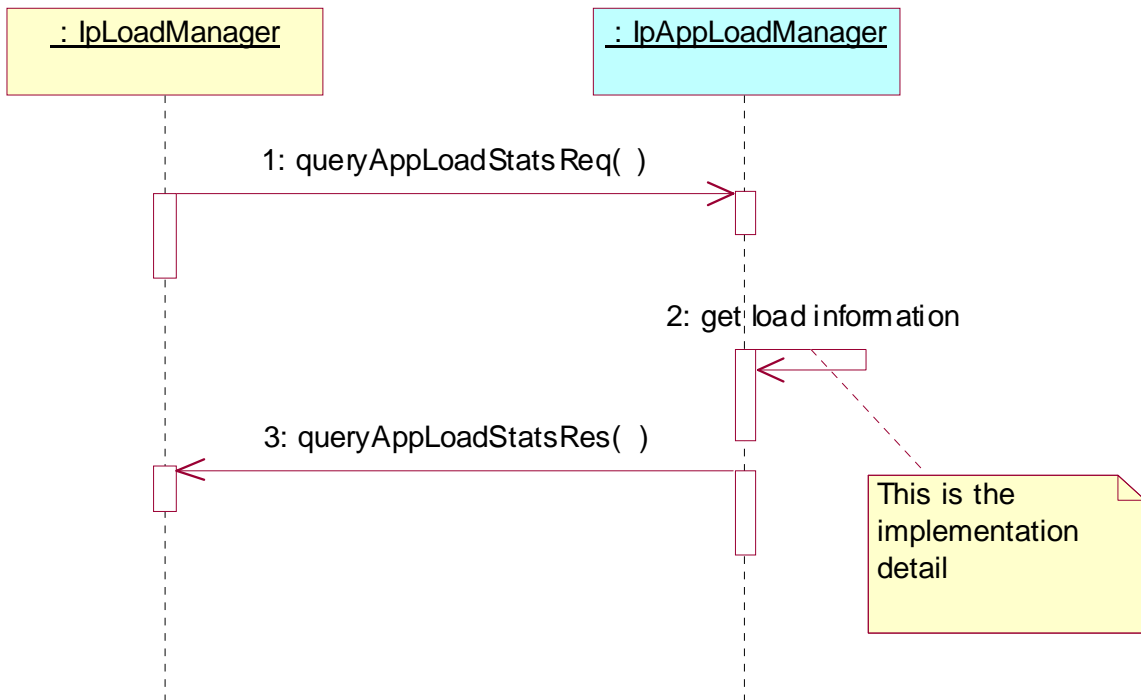 : IpLoadManager
: IpAppLoadManager
1: queryAppLoadStatsReq( )
2: get load information
3: queryAppLoadStatsRes( )
This is the
implementation
detail